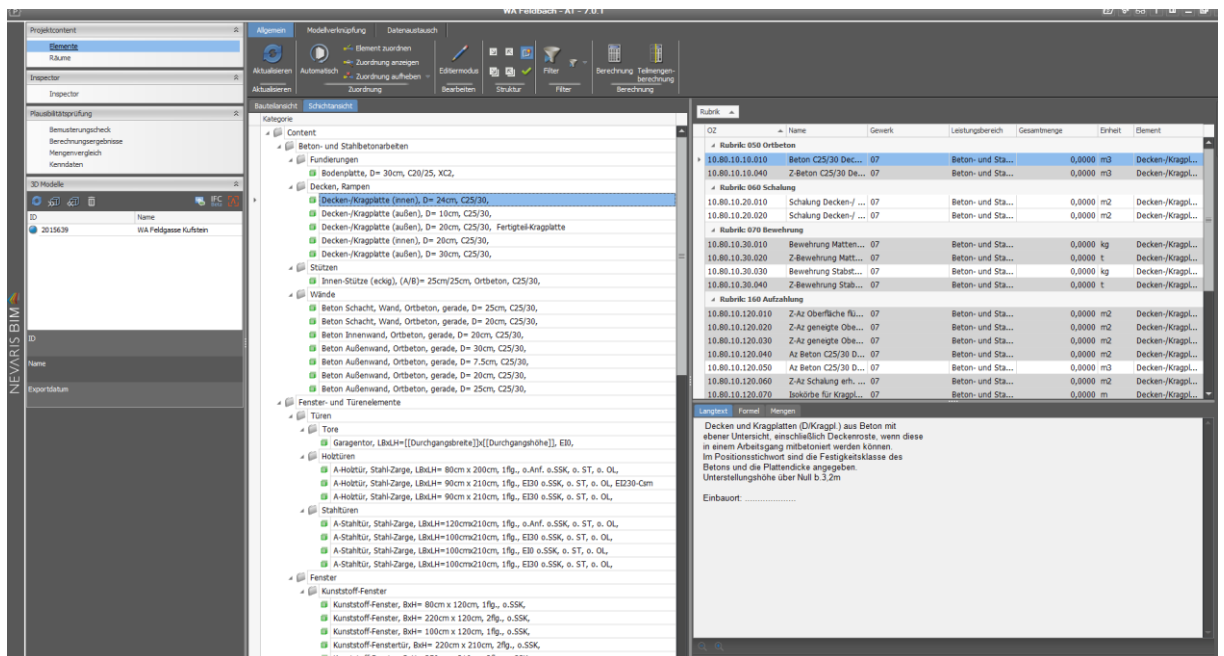 WA Feldbach - AT - 7.0.1
Projektcontent
Elemente
Räume
Inspector
Inspector
Plausibilitätsprüfung
Bemusterungscheck
Berechnungsergebnisse
Mengenvergleich
Kenndaten
3D Modelle
IFC
ID Name
2015639 WA Feldgasse Kufstein
ID
Name
Exportdatum
NEVARIS BIM
Allgemein Modellverknüpfung Datenaustausch
Aktualisieren
Automatisch
Element zuordnen
Zuordnung anzeigen
Zuordnung aufheben
Editiermodus
Filter
Berechnung
Teilmengen-
berechnung
Aktualisieren Zuordnung Bearbeiten Struktur Filter Berechnung
Bauteilansicht Schichtansicht
Kategorie
Content
Beton- und Stahlbetonarbeiten
Fundierungen
Bodenplatte, D= 30cm, C20/25, XC2,
Decken, Rampen
Decken-/Kragplatte (innen), D= 24cm, C25/30,
Decken-/Kragplatte (außen), D= 10cm, C25/30,
Decken-/Kragplatte (außen), D= 20cm, C25/30, Fertigteil-Kragplatte
Decken-/Kragplatte (innen), D= 20cm, C25/30,
Decken-/Kragplatte (außen), D= 30cm, C25/30,
Stützen
Innen-Stütze (eckig), (A/B)= 25cm/25cm, Ortbeton, C25/30,
Wände
Beton Schacht, Wand, Ortbeton, gerade, D= 25cm, C25/30,
Beton Schacht, Wand, Ortbeton, gerade, D= 20cm, C25/30,
Beton Innenwand, Ortbeton, gerade, D= 20cm, C25/30,
Beton Außenwand, Ortbeton, gerade, D= 30cm, C25/30,
Beton Außenwand, Ortbeton, gerade, D= 7.5cm, C25/30,
Beton Außenwand, Ortbeton, gerade, D= 20cm, C25/30,
Beton Außenwand, Ortbeton, gerade, D= 25cm, C25/30,
Fenster- und Türenelemente
Türen
Tore
Garagentor, LBxLH=[[Durchgangsbreite]]x[[Durchgangshöhe]], EI0,
Holztüren
A-Holztür, Stahl-Zarge, LBxLH= 80cm x 200cm, 1flg., o.Anf. o.SSK, o. ST, o. OL,
A-Holztür, Stahl-Zarge, LBxLH= 90cm x 210cm, 1flg., EI30 o.SSK, o. ST, o. OL, EI230-Csm
A-Holztür, Stahl-Zarge, LBxLH= 90cm x 210cm, 1flg., EI30 o.SSK, o. ST, o. OL,
Stahltüren
A-Stahltür, Stahl-Zarge, LBxLH=120cmx210cm, 1flg., o.Anf. o.SSK, o. ST, o. OL,
A-Stahltür, Stahl-Zarge, LBxLH=100cmx210cm, 1flg., EI30 o.SSK, o. ST, o. OL,
A-Stahltür, Stahl-Zarge, LBxLH=100cmx210cm, 1flg., EI0 o.SSK, o. ST, o. OL,
A-Stahltür, Stahl-Zarge, LBxLH=100cmx210cm, 1flg., EI30 o.SSK, o. ST, o. OL,
Fenster
Kunststoff-Fenster
Kunststoff-Fenster, BxH= 80cm x 120cm, 1flg., o.SSK,
Kunststoff-Fenster, BxH= 220cm x 120cm, 2flg., o.SSK,
Kunststoff-Fenster, BxH= 100cm x 120cm, 1flg., o.SSK,
Kunststoff-Fenstertür, BxH= 220cm x 210cm, 2flg., o.SSK,
Rubrik
OZ Name Gewerk Leistungsbereich Gesamtmenge Einheit Element
Rubrik: 050 Ortbeton
10.80.10.10.010 Beton C25/30 Dec... 07 Beton- und Sta... 0,0000 m3 Decken-/Kragpl...
10.80.10.10.040 Z-Beton C25/30 De... 07 Beton- und Sta... 0,0000 m3 Decken-/Kragpl...
Rubrik: 060 Schalung
10.80.10.20.010 Schalung Decken-/ ... 07 Beton- und Sta... 0,0000 m2 Decken-/Kragpl...
10.80.10.20.020 Schalung Decken-/ ... 07 Beton- und Sta... 0,0000 m2 Decken-/Kragpl...
Rubrik: 070 Bewehrung
10.80.10.30.010 Bewehrung Matten... 07 Beton- und Sta... 0,0000 kg Decken-/Kragpl...
10.80.10.30.020 Z-Bewehrung Matt... 07 Beton- und Sta... 0,0000 t Decken-/Kragpl...
10.80.10.30.030 Bewehrung Stabst... 07 Beton- und Sta... 0,0000 kg Decken-/Kragpl...
10.80.10.30.040 Z-Bewehrung Stab... 07 Beton- und Sta... 0,0000 t Decken-/Kragpl...
Rubrik: 160 Aufzahlung
10.80.10.120.010 Z-Az Oberfläche flü... 07 Beton- und Sta... 0,0000 m2 Decken-/Kragpl...
10.80.10.120.020 Z-Az geneigte Obe... 07 Beton- und Sta... 0,0000 m2 Decken-/Kragpl...
10.80.10.120.030 Z-Az geneigte Obe... 07 Beton- und Sta... 0,0000 m2 Decken-/Kragpl...
10.80.10.120.040 Az Beton C25/30 D... 07 Beton- und Sta... 0,0000 m2 Decken-/Kragpl...
10.80.10.120.050 Az Beton C25/30 D... 07 Beton- und Sta... 0,0000 m3 Decken-/Kragpl...
10.80.10.120.060 Z-Az Schalung erh. ... 07 Beton- und Sta... 0,0000 m2 Decken-/Kragpl...
10.80.10.120.070 Isokörbe für Kragpl... 07 Beton- und Sta... 0,0000 m Decken-/Kragpl...
Langtext Formel Mengen
Decken und Kragplatten (D/Kragpl.) aus Beton mit
ebener Untersicht, einschließlich Deckenroste, wenn diese
in einem Arbeitsgang mitbetoniert werden können.
Im Positionsstichwort sind die Festigkeitsklasse des
Betons und die Plattendicke angegeben.
Unterstellungshöhe über Null b.3,2m
Einbauort: .....................